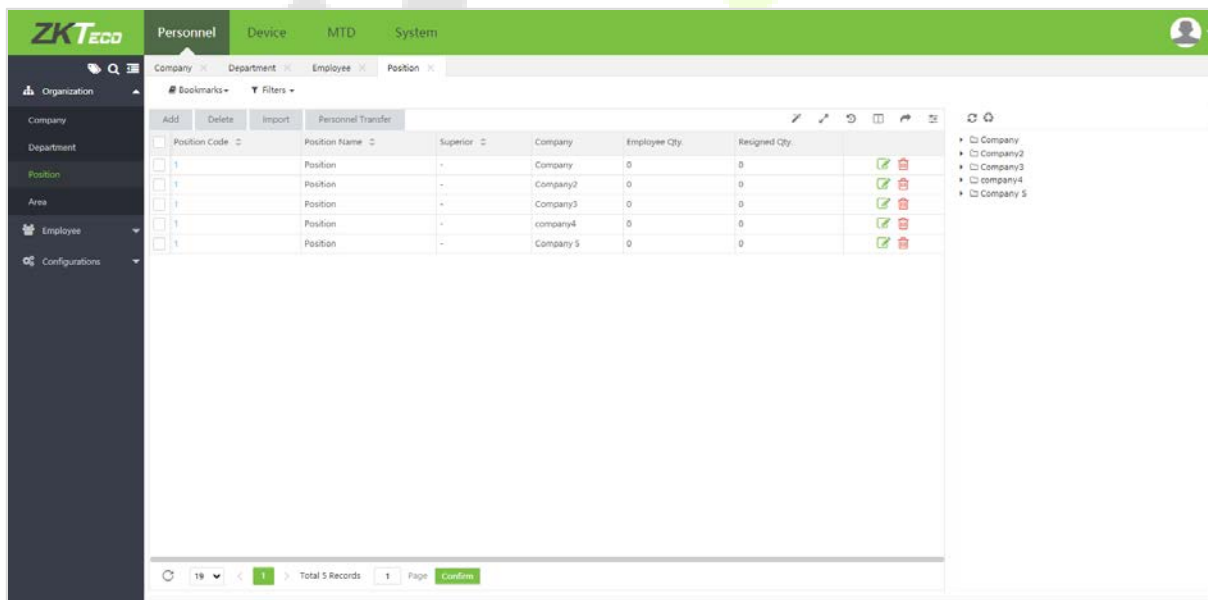 ZKTeco Personnel Device MTD System
Company Department Employee Position
Organization Bookmarks Filters
Company Add Delete Import Personnel Transfer
Department Position Code Position Name Superior Company Employee Qty. Resigned Qty.
Position
Area
Employee
Configurations
1 Position - Company 0 0
1 Position - Company2 0 0
1 Position - Company3 0 0
1 Position - company4 0 0
1 Position - Company 5 0 0
Company
Company2
Company3
company4
Company 5
19 1 Total 5 Records 1 Page Confirm